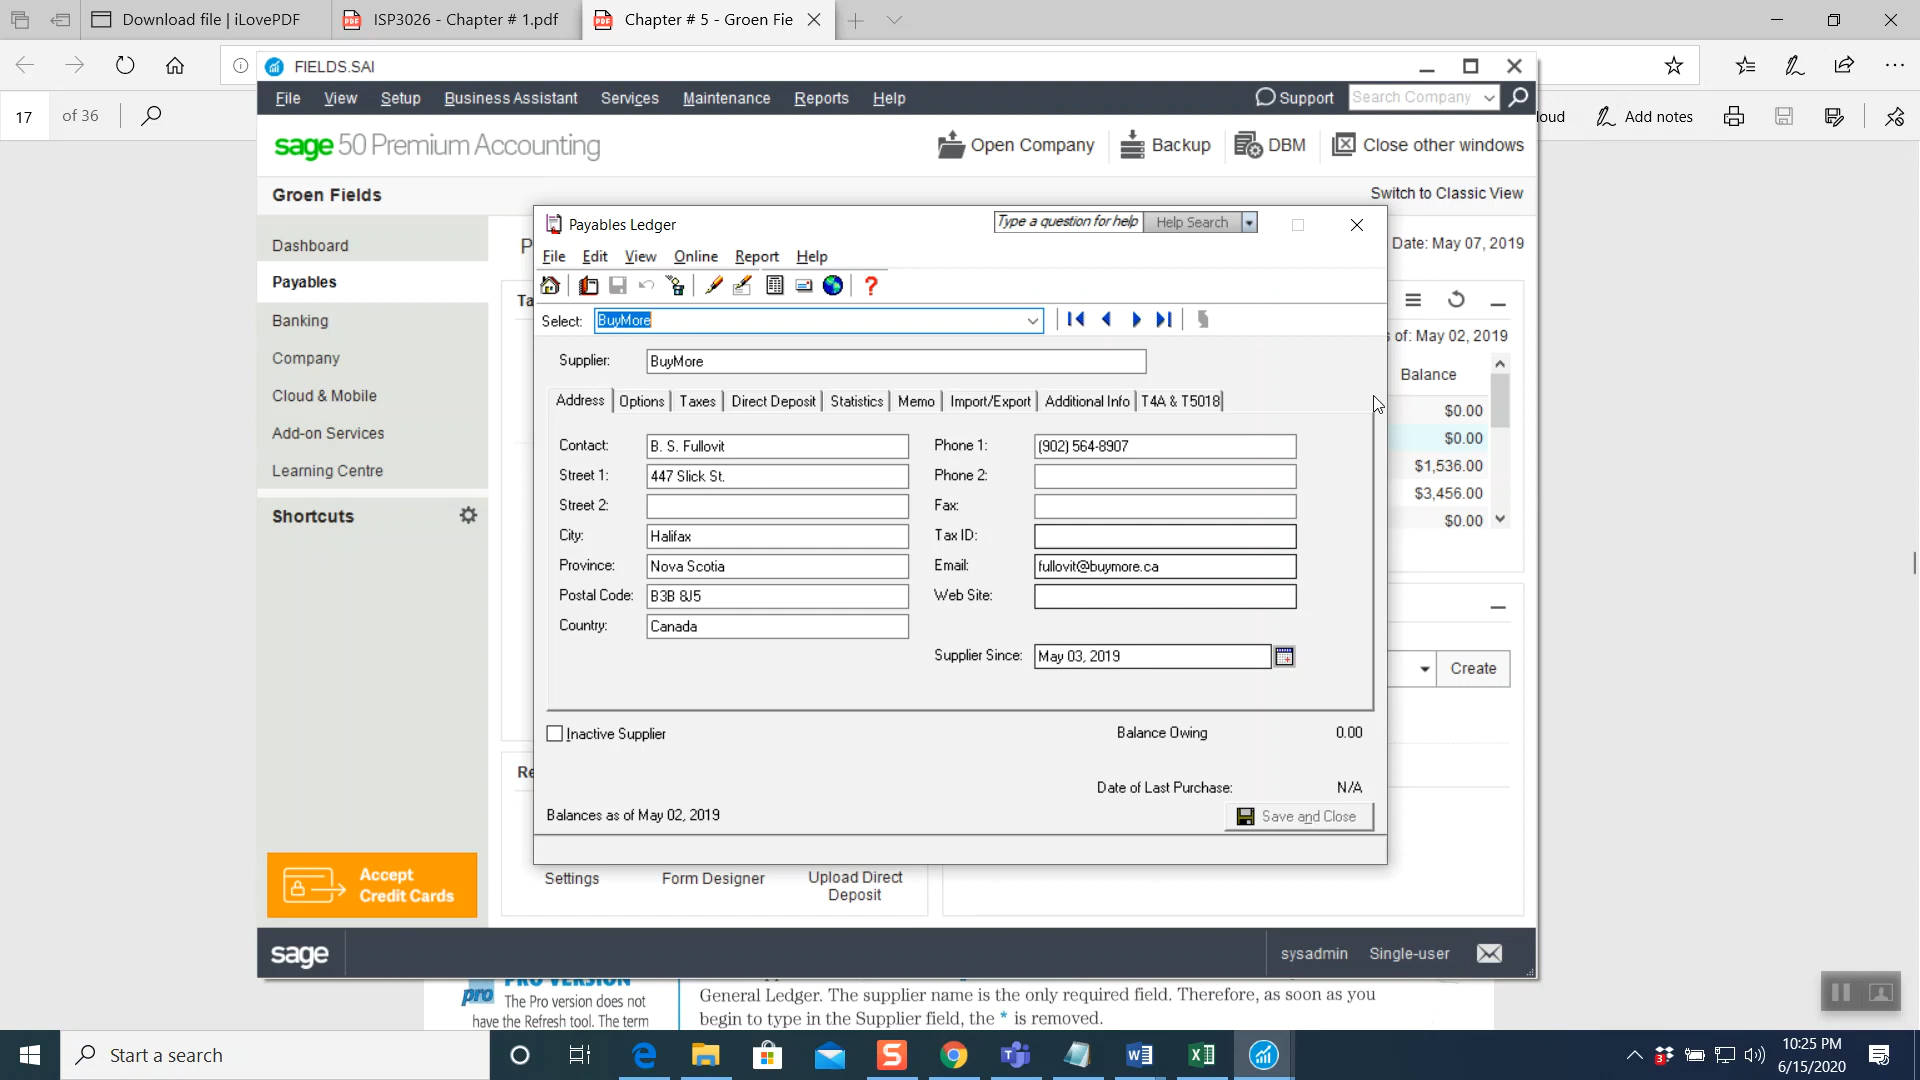 Download file | iLovePDF
ISP3026 - Chapter # 1.pdf
Chapter # 5 - Groen Fie
17 of 36
Add notes
FIELDS.SAI
File View Setup Business Assistant Services Maintenance Reports Help
Support
Search Company
sage 50 Premium Accounting
Open Company
Backup
DBM
Close other windows
Groen Fields
Switch to Classic View
Dashboard
Payables
Banking
Company
Cloud & Mobile
Add-on Services
Learning Centre
Shortcuts
Accept
Credit Cards
Date: May 07, 2019
of: May 02, 2019
Balance
$0.00
$0.00
$1,536.00
$3,456.00
$0.00
Create
Payables Ledger
Type a question for help
Help Search
File Edit View Online Report Help
Select: BuyMore
Supplier: BuyMore
Address Options Taxes Direct Deposit Statistics Memo Import/Export Additional Info T4A & T5018
Contact: B. S. Fullovit
Street 1: 447 Slick St.
Street 2:
City: Halifax
Province: Nova Scotia
Postal Code: B3B 8J5
Country: Canada
Phone 1: (902) 564-8907
Phone 2:
Fax:
Tax ID:
Email: fullovit@buymore.ca
Web Site:
Supplier Since: May 03, 2019
Inactive Supplier
Balance Owing 0.00
Date of Last Purchase: N/A
Balances as of May 02, 2019
Save and Close
Settings
Form Designer
Upload Direct
Deposit
sage
sysadmin Single-user
pro
PRO VERSION
The Pro version does not
have the Refresh tool. The term
General Ledger. The supplier name is the only required field. Therefore, as soon as you
begin to type in the Supplier field, the * is removed.
Start a search
10:25 PM
6/15/2020